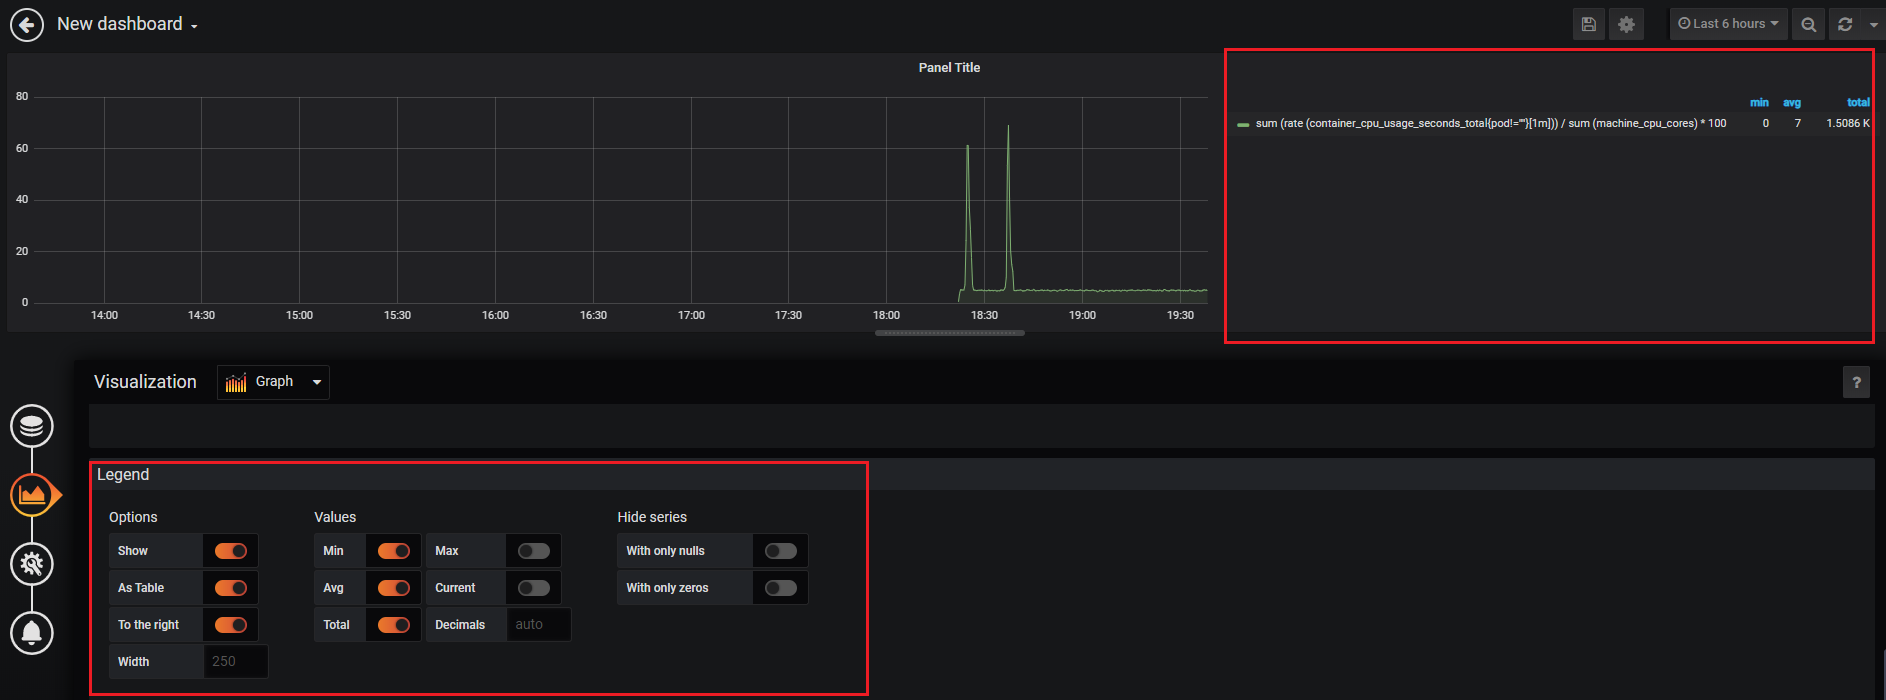 New dashboard
Last 6 hours
Panel Title
80
60
40
20
0
14:00 14:30 15:00 15:30 16:00 16:30 17:00 17:30 18:00 18:30 19:00 19:30
min avg total
sum (rate (container_cpu_usage_seconds_total{pod!=""}[1m])) / sum (machine_cpu_cores) * 100 0 7 1.5086 K
Visualization Graph ?
Legend
Options Values Hide series
Show Min Max With only nulls
As Table Avg Current With only zeros
To the right Total Decimals auto
Width 250